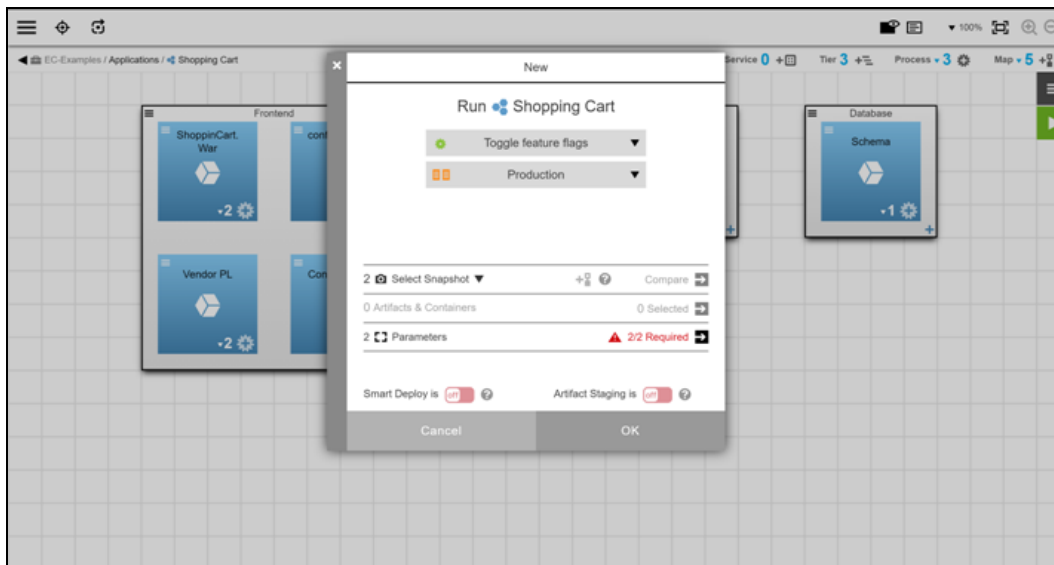 100%
EC-Examples / Applications / Shopping Cart
Service 0
Tier 3
Process 3
Map 5
New
Run Shopping Cart
Toggle feature flags
Production
2 Select Snapshot
Compare
0 Artifacts & Containers
0 Selected
2 Parameters
2/2 Required
Smart Deploy is off
Artifact Staging is off
Cancel
OK
Frontend
ShoppinCart.
War
2
Vendor PL
2
Database
Schema
1